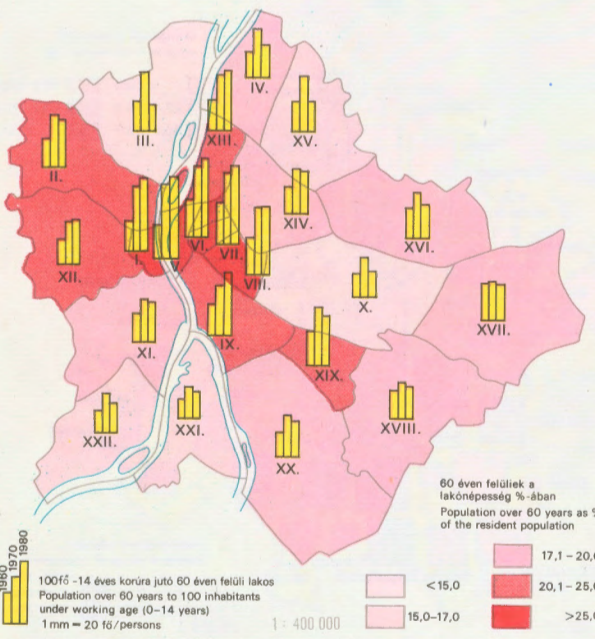 IV.
III.
XIII.
XV.
II.
XIV.
XVI.
I.
V.
VI.
VII.
VIII.
XII.
X.
XVII.
XI.
IX.
XIX.
XVIII.
XXII.
XXI.
XX.
60 éven felüliek a
lakónépesség %-ában
Population over 60 years as %
of the resident population
17,1-20,
<15,0
20,1-25,
15,0-17,0
>25,
1960
1970
1980
100 fő -14 éves korúra jutó 60 éven felüli lakos
Population over 60 years to 100 inhabitants
under working age (0-14 years)
1 mm = 20 fő/persons
1 : 400 000